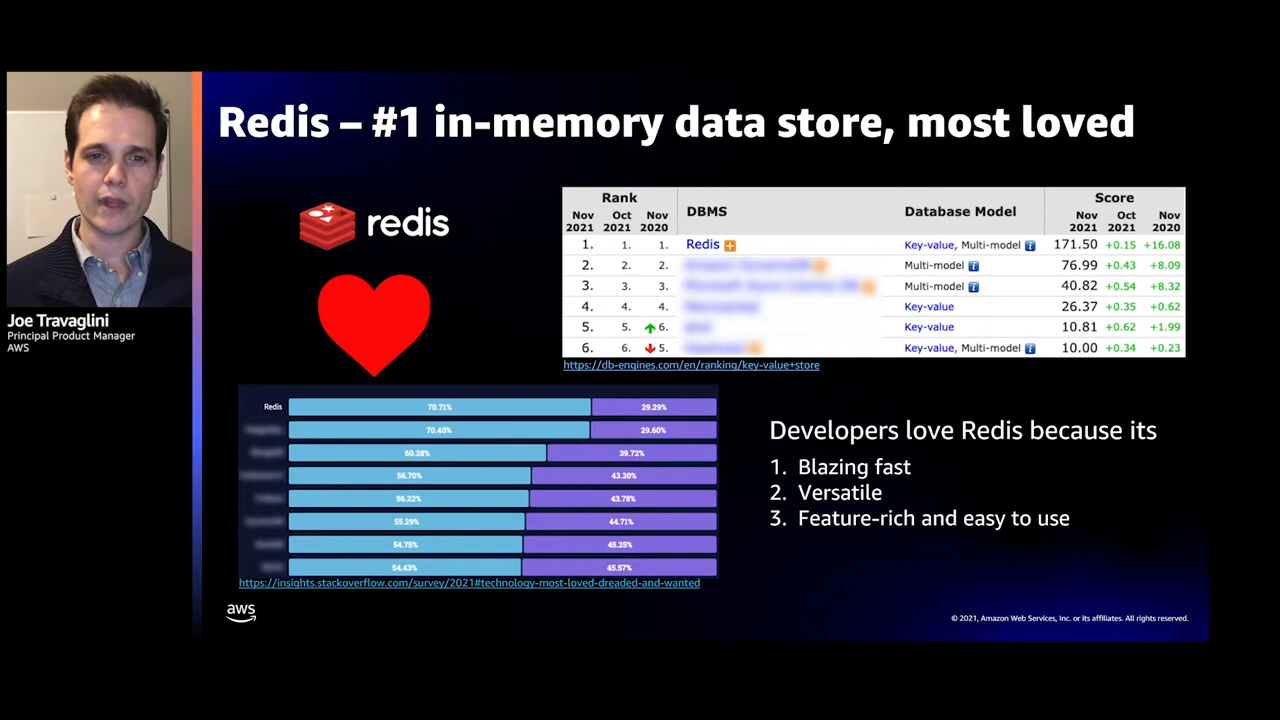 Redis – #1 in-memory data store, most loved
redis
Rank
Score
Nov 2021
Oct 2021
Nov 2020
DBMS
Database Model
Nov 2021
Oct 2021
Nov 2020
1. 1. 1. Redis Key-value, Multi-model 171.50 +0.15 +16.08
2. 2. 2. Multi-model 76.99 +0.43 +8.09
3. 3. 3. Multi-model 40.82 +0.54 +8.32
4. 4. 4. Key-value 26.37 +0.35 +0.62
5. 5. 6. Key-value 10.81 +0.62 +1.99
6. 6. 5. Key-value, Multi-model 10.00 +0.34 +0.23
https://db-engines.com/en/ranking/key-value+store
Joe Travaglini
Principal Product Manager
AWS
Redis 70.71% 29.29%
70.40% 29.60%
60.28% 39.72%
56.70% 43.30%
56.22% 43.78%
55.29% 44.71%
54.75% 45.25%
54.43% 45.57%
https://insights.stackoverflow.com/survey/2021#technology-most-loved-dreaded-and-wanted
Developers love Redis because its
1. Blazing fast
2. Versatile
3. Feature-rich and easy to use
aws
© 2021, Amazon Web Services, Inc. or its affiliates. All rights reserved.